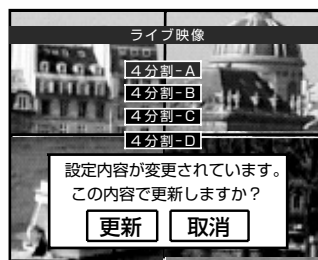 ライブ映像
4分割-A
4分割-B
4分割-C
4分割-D
設定内容が変更されています。
この内容で更新しますか？
更新 取消